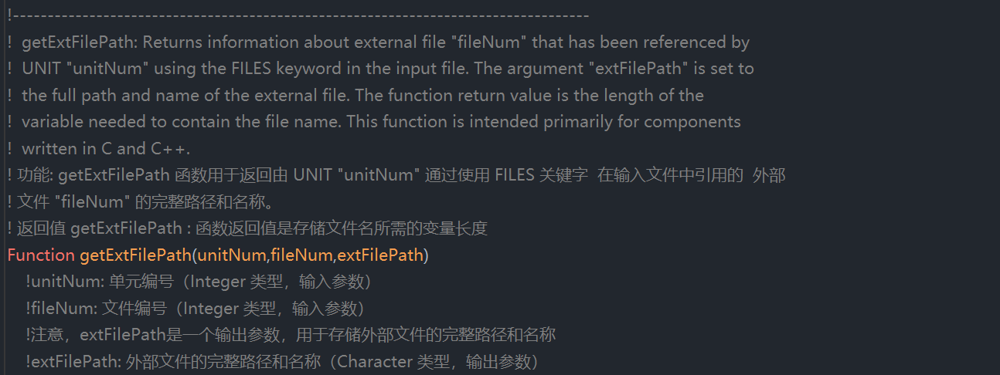 !-----------------------------------------------------------------------------------
!  getExtFilePath: Returns information about external file "fileNum" that has been referenced by
!  UNIT "unitNum" using the FILES keyword in the input file. The argument "extFilePath" is set to
!  the full path and name of the external file. The function return value is the length of the
!  variable needed to contain the file name. This function is intended primarily for components
!  written in C and C++.
! 功能: getExtFilePath 函数用于返回由 UNIT "unitNum" 通过使用 FILES 关键字  在输入文件中引用的  外部
! 文件 "fileNum" 的完整路径和名称。
! 返回值 getExtFilePath : 函数返回值是存储文件名所需的变量长度
Function getExtFilePath(unitNum,fileNum,extFilePath)
!unitNum: 单元编号（Integer 类型，输入参数）
!fileNum: 文件编号（Integer 类型，输入参数）
!注意，extFilePath是一个输出参数，用于存储外部文件的完整路径和名称
!extFilePath: 外部文件的完整路径和名称（Character 类型，输出参数）